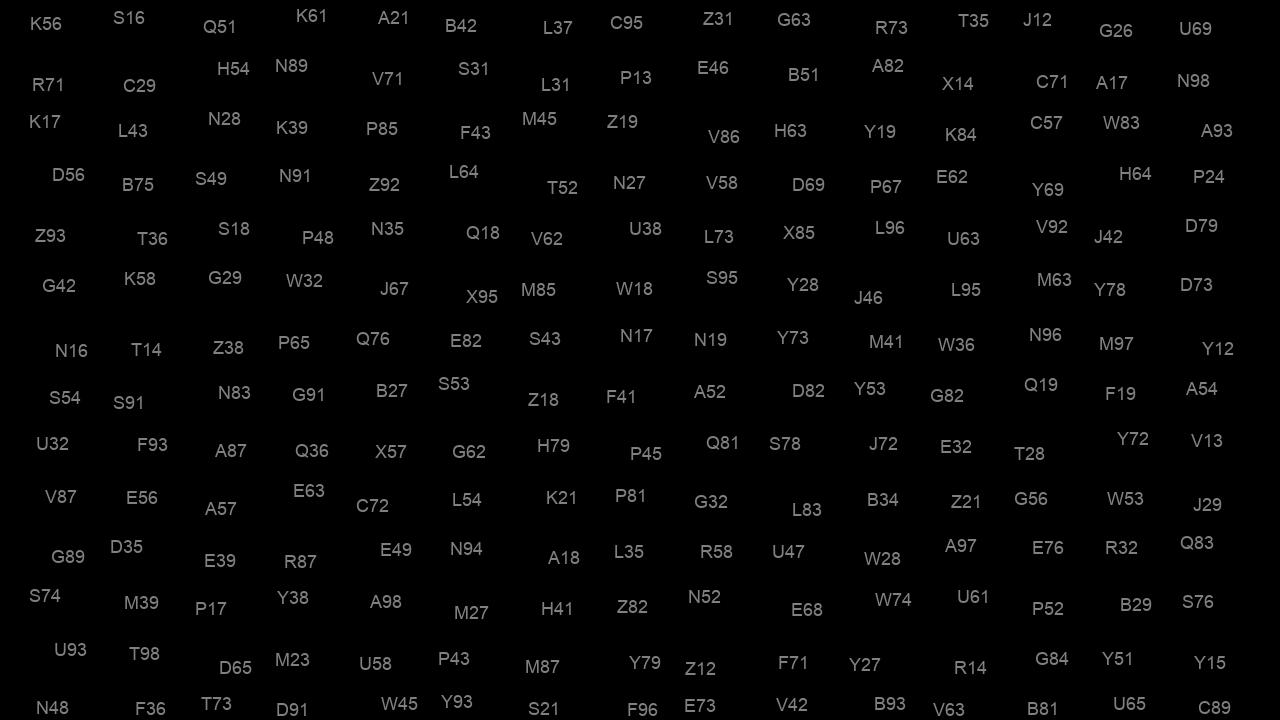 K56 S16 Q51 K61 A21 B42 L37 C95 Z31 G63 R73 T35 J12 G26 U69
R71 C29 H54 N89 V71 S31 L31 P13 E46 B51 A82 X14 C71 A17 N98
K17 L43 N28 K39 P85 F43 M45 Z19 V86 H63 Y19 K84 C57 W83 A93
D56 B75 S49 N91 Z92 L64 T52 N27 V58 D69 P67 E62 Y69 H64 P24
Z93 T36 S18 P48 N35 Q18 V62 U38 L73 X85 L96 U63 V92 J42 D79
G42 K58 G29 W32 J67 X95 M85 W18 S95 Y28 J46 L95 M63 Y78 D73
N16 T14 Z38 P65 Q76 E82 S43 N17 N19 Y73 M41 W36 N96 M97 Y12
S54 S91 N83 G91 B27 S53 Z18 F41 A52 D82 Y53 G82 Q19 F19 A54
U32 F93 A87 Q36 X57 G62 H79 P45 Q81 S78 J72 E32 T28 Y72 V13
V87 E56 A57 E63 C72 L54 K21 P81 G32 L83 B34 Z21 G56 W53 J29
G89 D35 E39 R87 E49 N94 A18 L35 R58 U47 W28 A97 E76 R32 Q83
S74 M39 P17 Y38 A98 M27 H41 Z82 N52 E68 W74 U61 P52 B29 S76
U93 T98 D65 M23 U58 P43 M87 Y79 Z12 F71 Y27 R14 G84 Y51 Y15
N48 F36 T73 D91 W45 Y93 S21 F96 E73 V42 B93 V63 B81 U65 C89